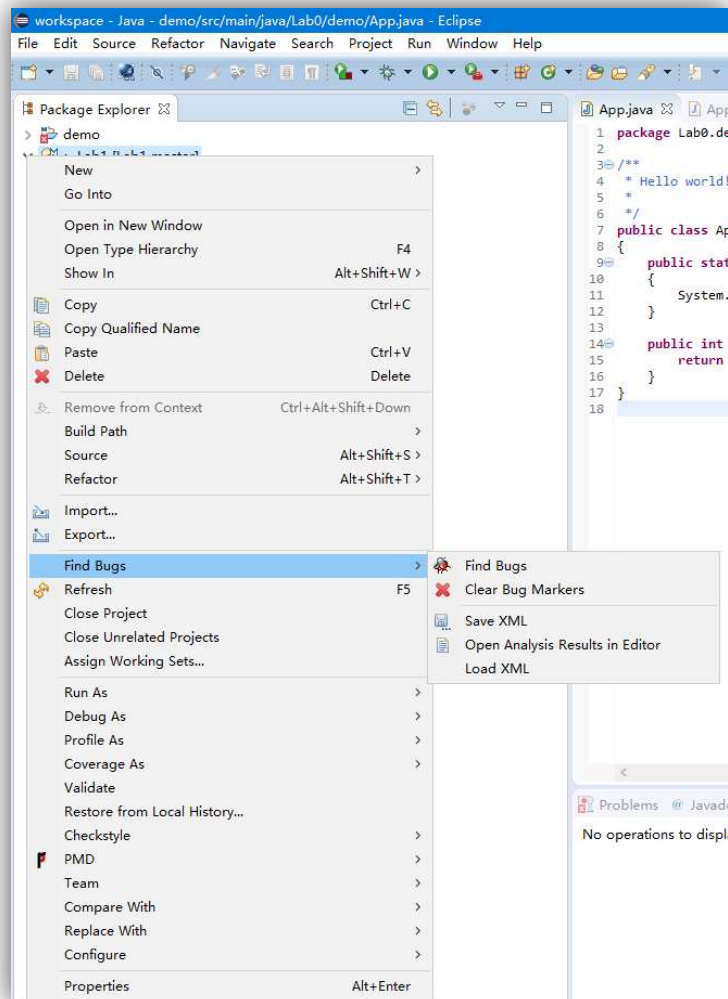 workspace - Java - demo/src/main/java/Lab0/demo/App.java - Eclipse
File Edit Source Refactor Navigate Search Project Run Window Help
Package Explorer
demo
Lab1 [Lab1 master]
New
Go Into
Open in New Window
Open Type Hierarchy F4
Show In Alt+Shift+W >
Copy Ctrl+C
Copy Qualified Name
Paste Ctrl+V
Delete Delete
Remove from Context Ctrl+Alt+Shift+Down
Build Path
Source Alt+Shift+S >
Refactor Alt+Shift+T >
Import...
Export...
Find Bugs
Refresh F5
Close Project
Close Unrelated Projects
Assign Working Sets...
Run As
Debug As
Profile As
Coverage As
Validate
Restore from Local History...
Checkstyle
PMD
Team
Compare With
Replace With
Configure
Properties Alt+Enter
Find Bugs
Clear Bug Markers
Save XML
Open Analysis Results in Editor
Load XML
App.java App
1 package Lab0.de
2
3 /**
4 * Hello world!
5 *
6 */
7 public class Ap
8 {
9 public stat
10 {
11 System.
12 }
13
14 public int
15 return
16 }
17 }
18
Problems @ Javad
No operations to displ